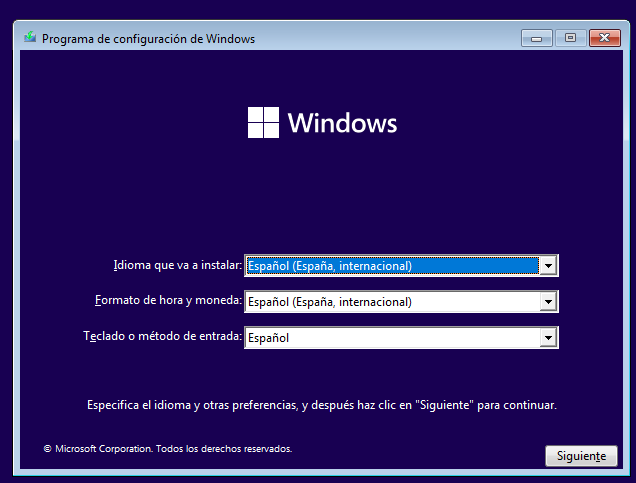 Programa de configuración de Windows
Windows
Idioma que va a instalar: Español (España, internacional)
Formato de hora y moneda: Español (España, internacional)
Teclado o método de entrada: Español
Especifica el idioma y otras preferencias, y después haz clic en "Siguiente" para continuar.
© Microsoft Corporation. Todos los derechos reservados.
Siguiente